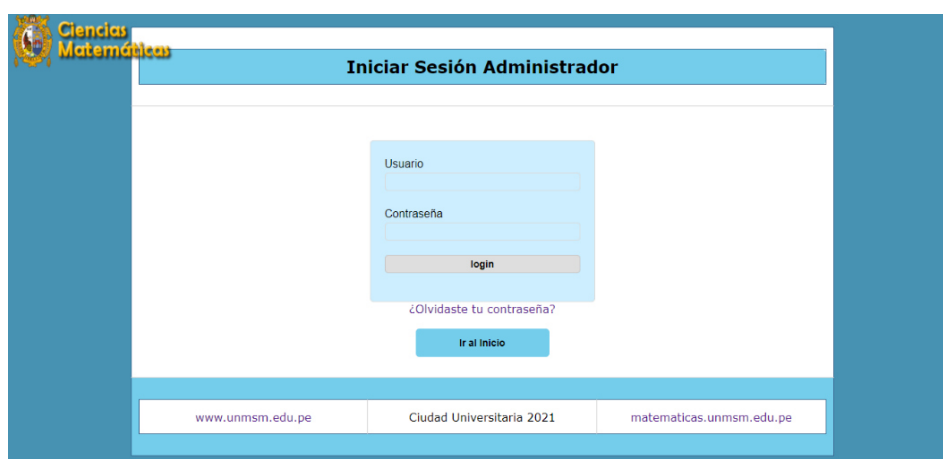 Ciencias
Matemáticas
Iniciar Sesión Administrador
Usuario
Contraseña
login
¿Olvidaste tu contraseña?
Ir al Inicio
www.unmsm.edu.pe
Ciudad Universitaria 2021
matematicas.unmsm.edu.pe